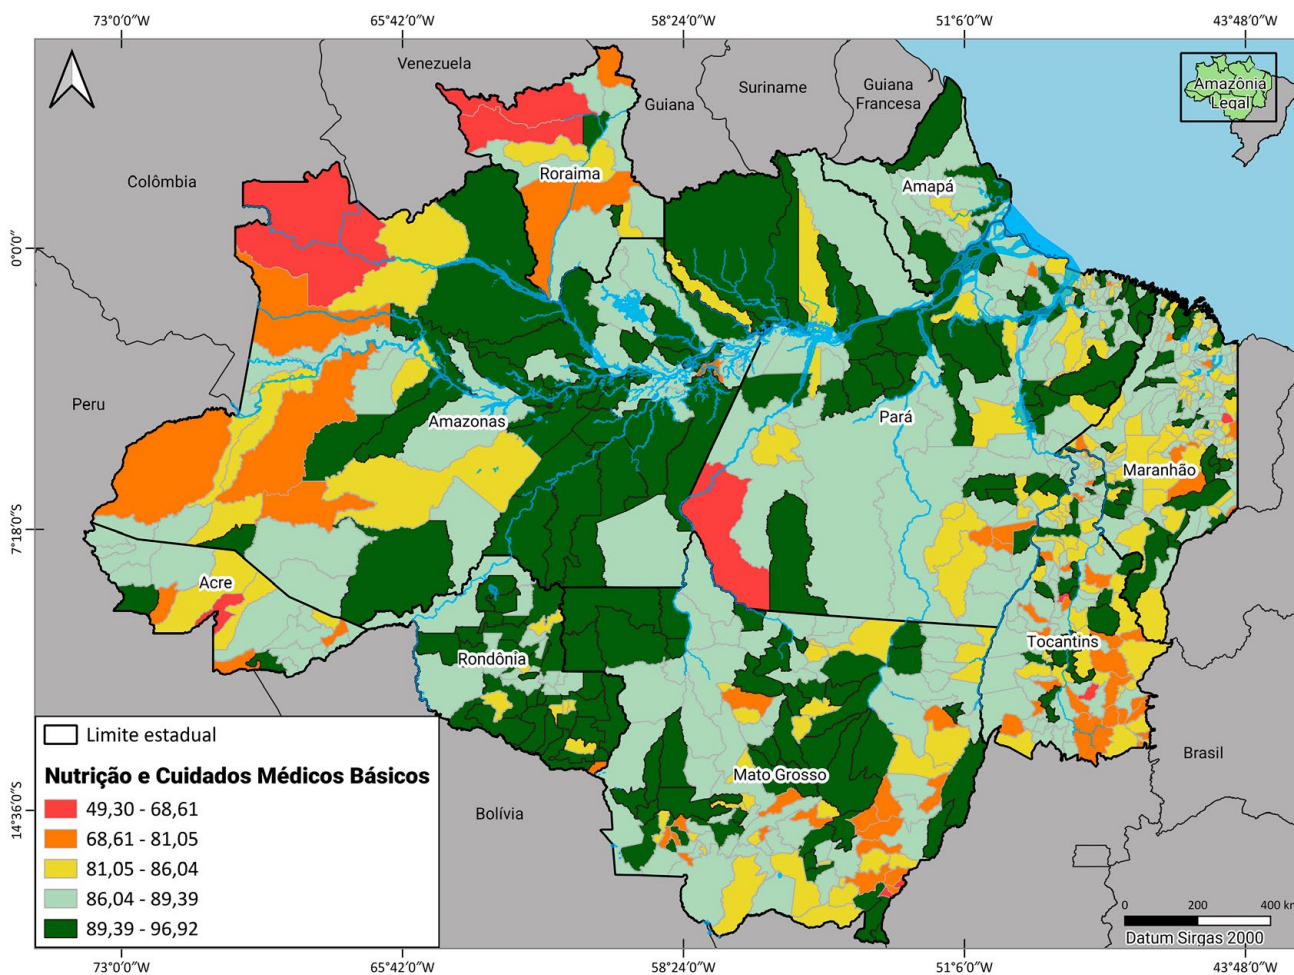 73°0′0″W
65°42′0″W
58°24′0″W
51°6′0″W
43°48′0″W
Venezuela
Suriname
Guiana
Francesa
Guiana
Amazônia
Legal
Colômbia
Roraima
Amapá
0°0′0″
Peru
Amazonas
Pará
Maranhão
7°18′0″S
Acre
Rondônia
Tocantins
Limite estadual
Nutrição e Cuidados Médicos Básicos
49,30 - 68,61
68,61 - 81,05
81,05 - 86,04
86,04 - 89,39
89,39 - 96,92
Mato Grosso
Brasil
Bolívia
14°36′0″S
0 200 400 km
Datum Sirgas 2000
73°0′0″W
65°42′0″W
58°24′0″W
51°6′0″W
43°48′0″W